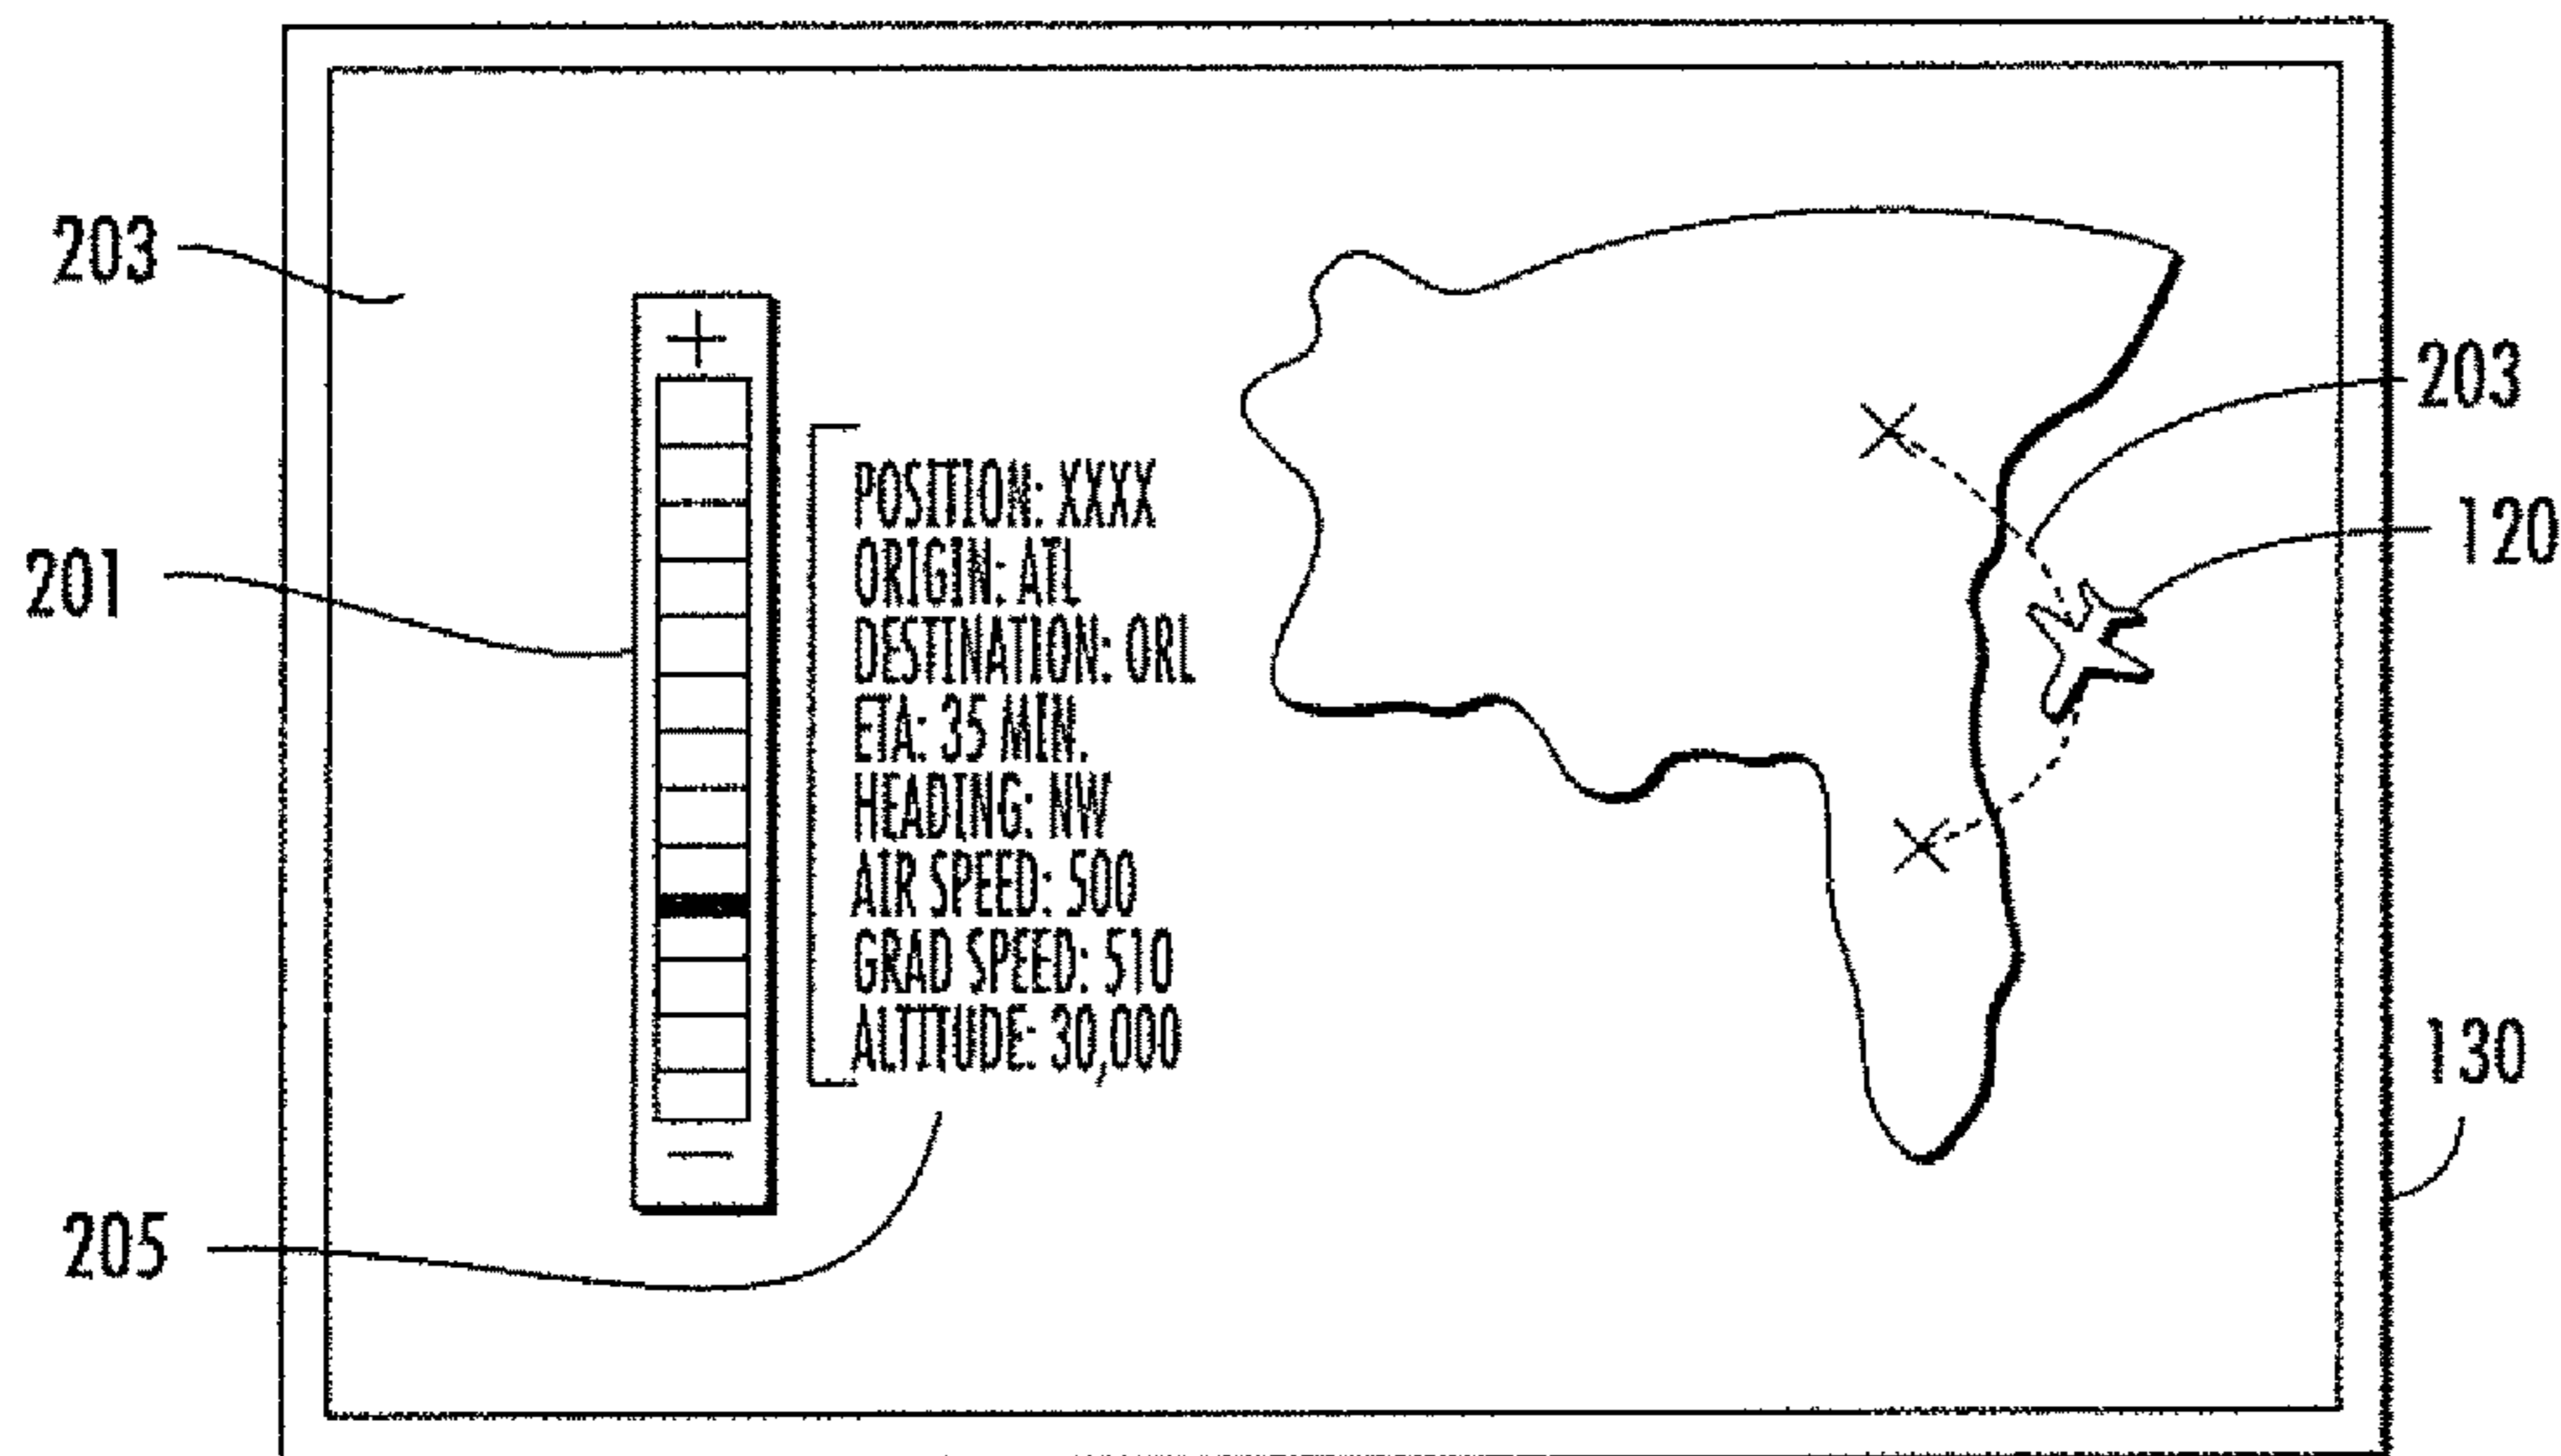 203
+
203
POSITION: XXXX
120
ORIGIN: ATL
201
DESTINATION: ORL
ETA: 35 MIN.
HEADING: NW
AIR SPEED: 500
GRAD SPEED: 510
ALTITUDE: 30,000
130
—
205